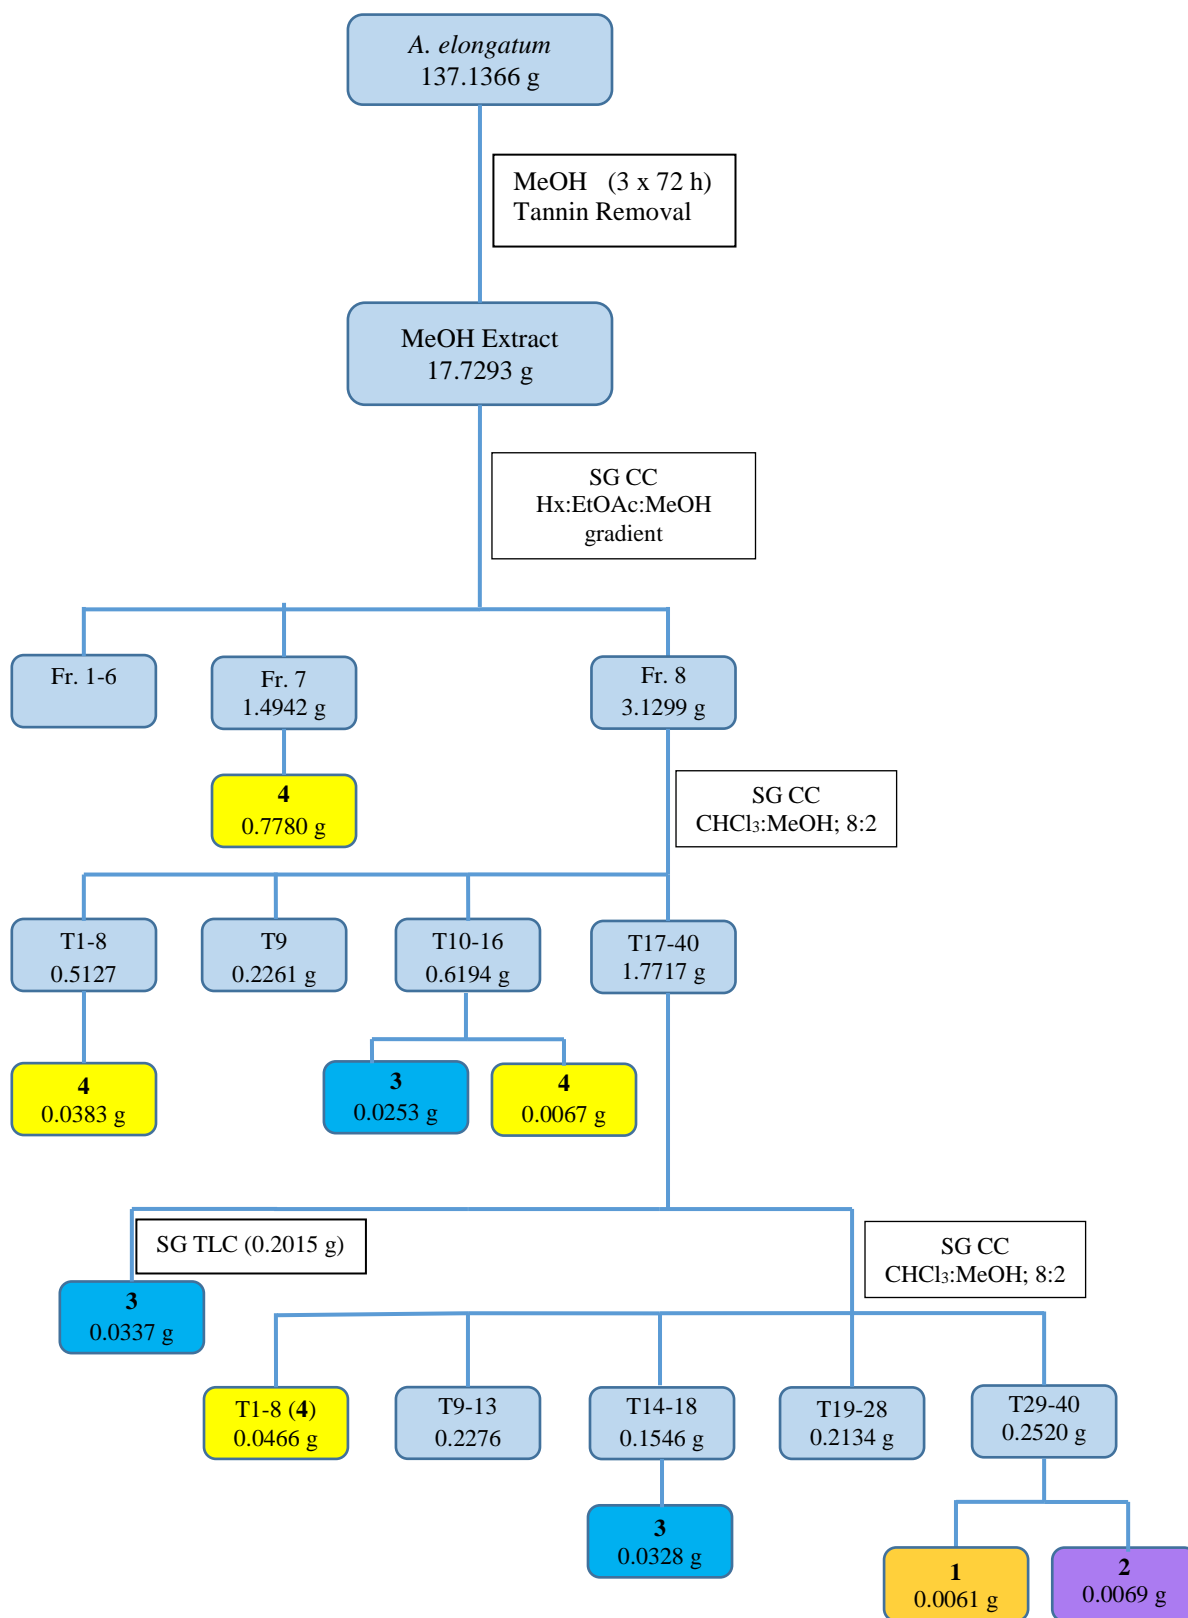 A. elongatum
137.1366 g
MeOH (3 x 72 h)
Tannin Removal
MeOH Extract
17.7293 g
SG CC
Hx:EtOAc:MeOH
gradient
Fr. 1-6
Fr. 7
1.4942 g
Fr. 8
3.1299 g
4
0.7780 g
SG CC
CHCl₃:MeOH; 8:2
T1-8
0.5127
T9
0.2261 g
T10-16
0.6194 g
T17-40
1.7717 g
4
0.0383 g
3
0.0253 g
4
0.0067 g
SG TLC (0.2015 g)
SG CC
CHCl₃:MeOH; 8:2
3
0.0337 g
T1-8 (4)
0.0466 g
T9-13
0.2276
T14-18
0.1546 g
T19-28
0.2134 g
T29-40
0.2520 g
3
0.0328 g
1
0.0061 g
2
0.0069 g